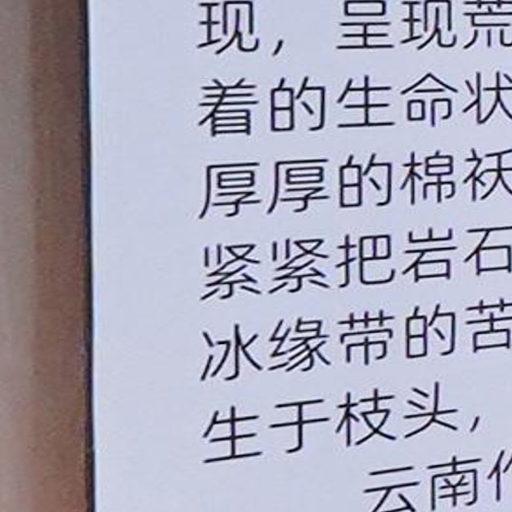 现，呈现荒
着的生命状
厚厚的棉袄
紧紧把岩石
冰缘带的苦
生于枝头，
云南作